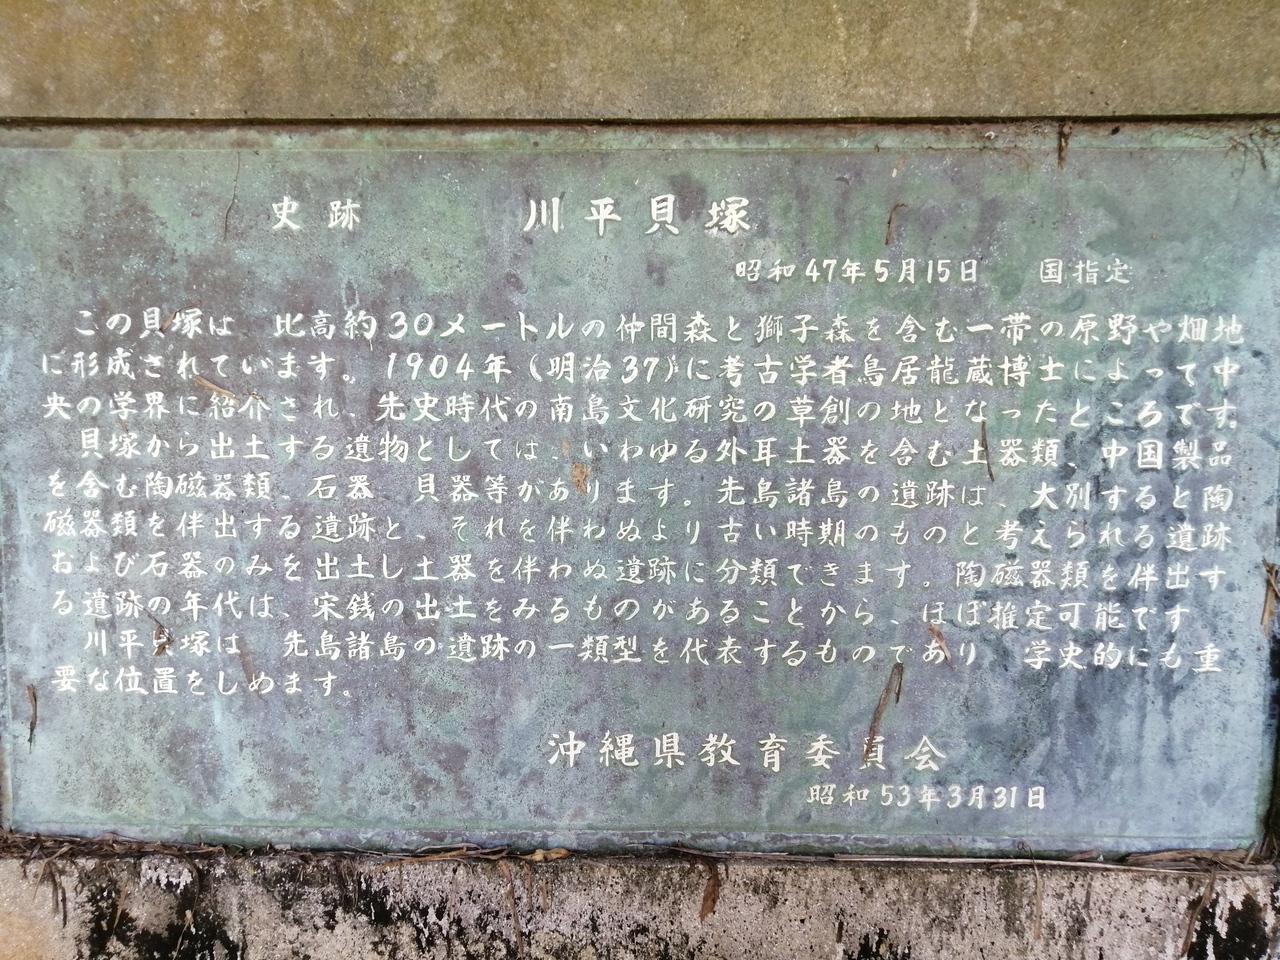 史跡　川平貝塚
昭和47年5月15日　国指定
この貝塚は　比高約30メートルの仲間森と獅子森を含む一帯の原野や畑地
に形成されています。1904年(明治37)に考古学者鳥居龍蔵博士によって中
央の学界に紹介され、先史時代の南島文化研究の草創の地となったところです。
貝塚から出土する遺物としては、いわゆる外耳土器を含む土器類、中国製品
を含む陶磁器類、石器　貝器等があります。先島諸島の遺跡は、大別すると陶
磁器類を伴出する遺跡と、それを伴わぬより古い時期のものと考えられる遺跡
および石器のみを出土し土器を伴わぬ遺跡に分類できます。陶磁器類を伴出す
る遺跡の年代は、宋銭の出土をみるものがあることから、ほぼ推定可能です
川平貝塚は　先島諸島の遺跡の一類型を代表するものであり　学史的にも重
要な位置をしめます。
沖縄県教育委員会
昭和53年3月31日